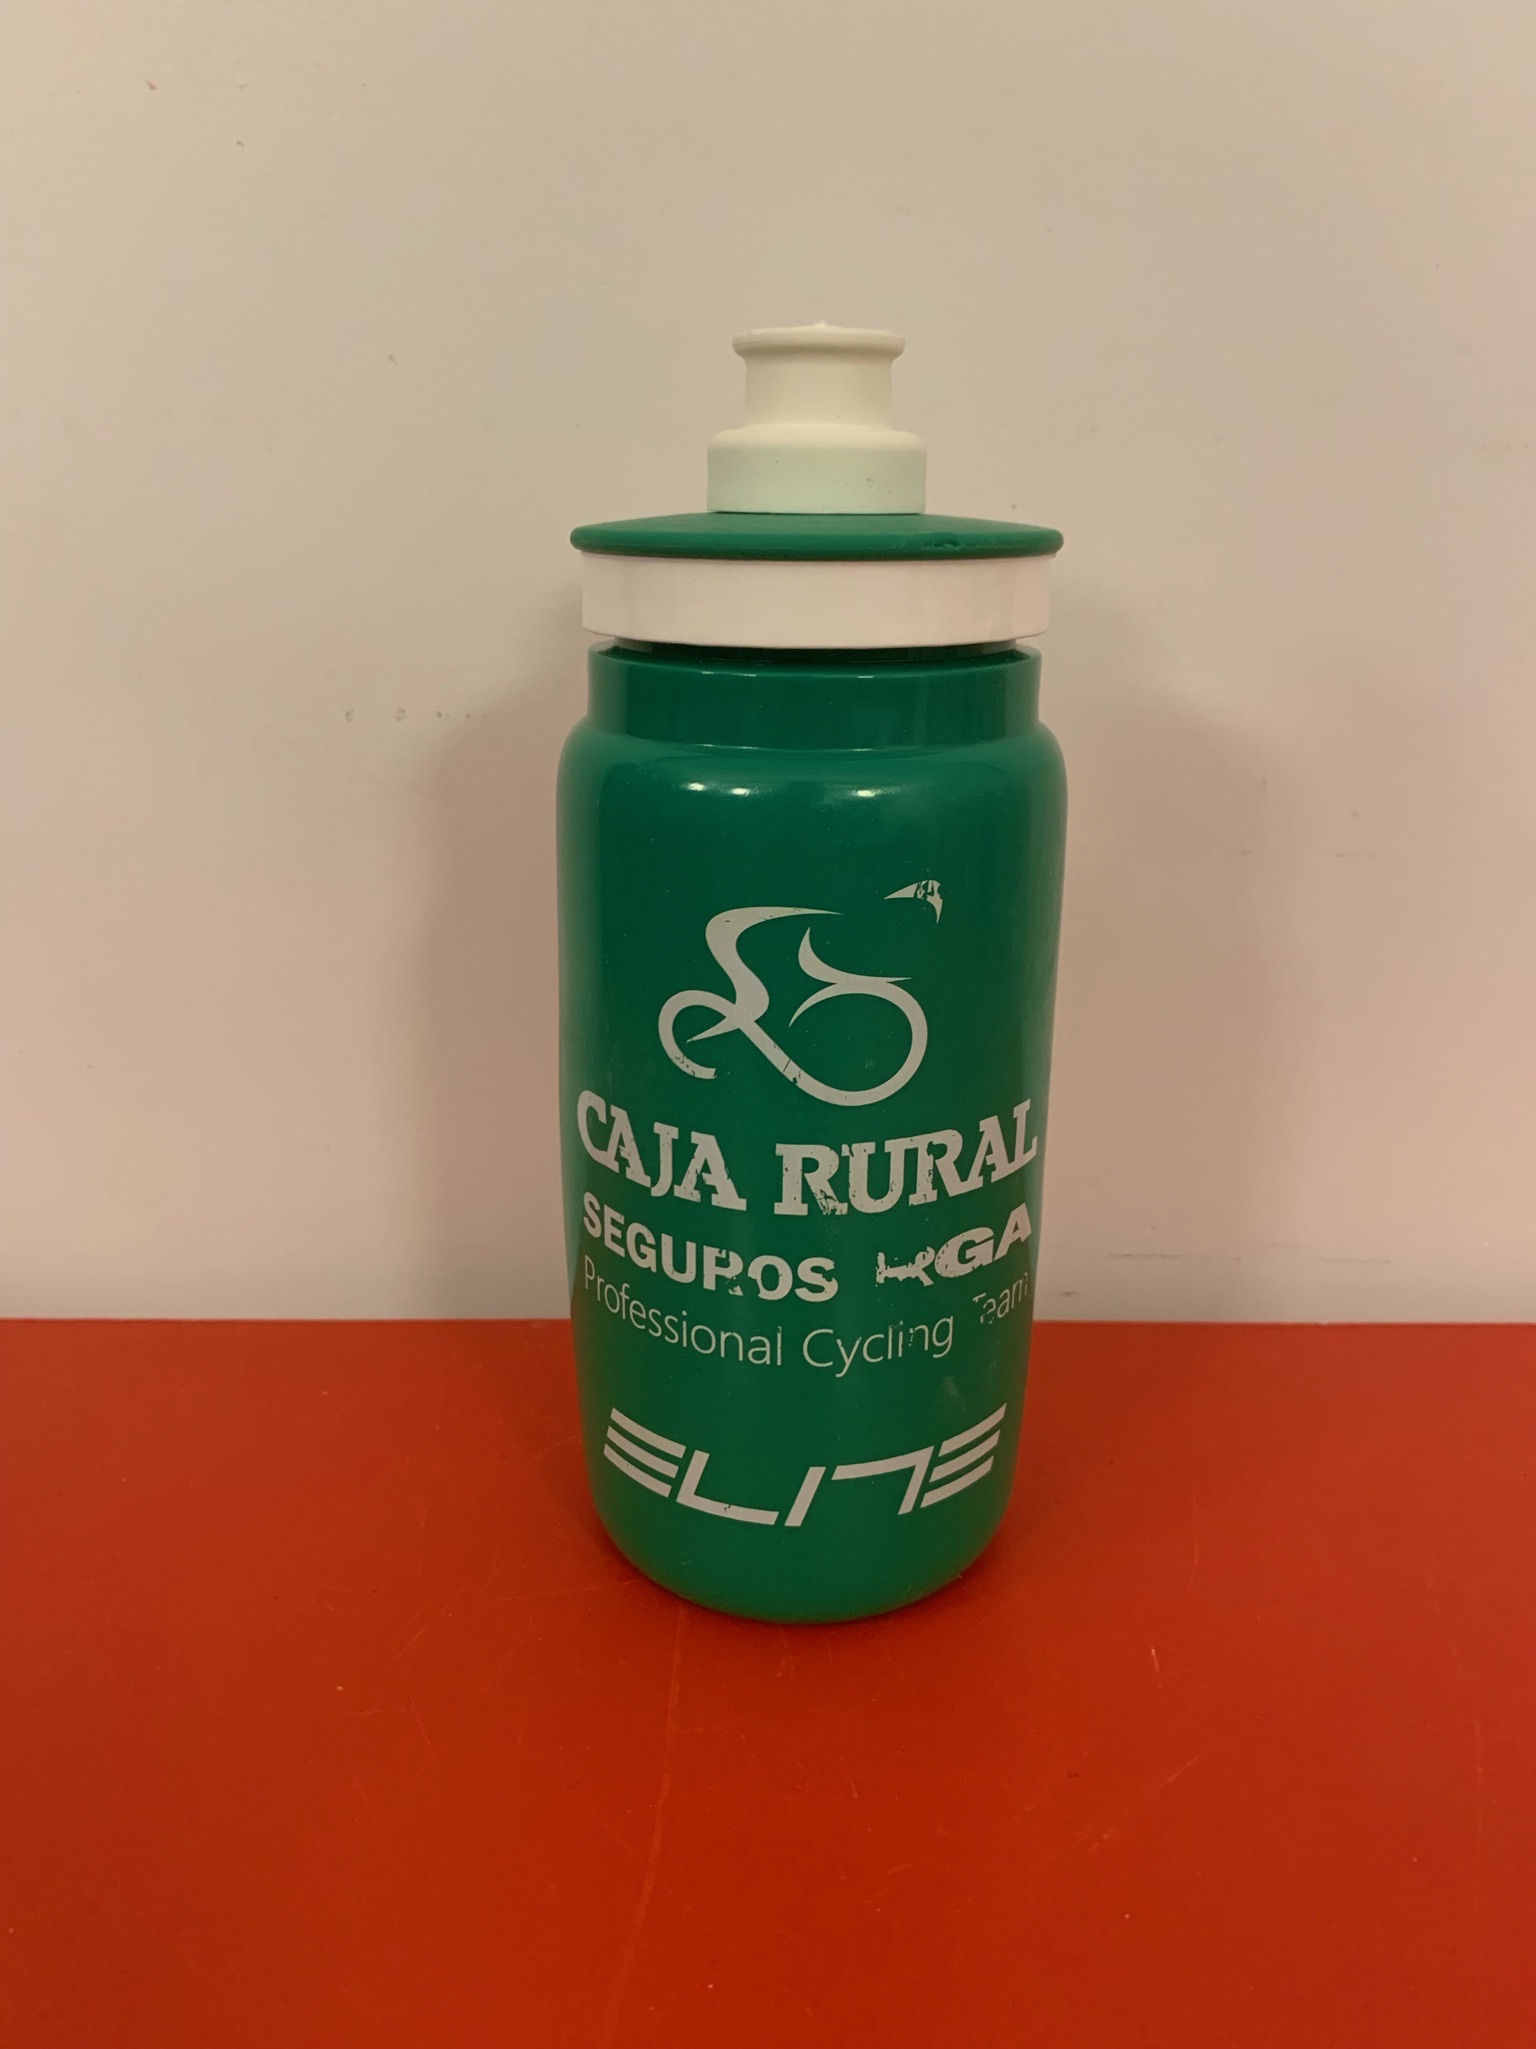 CAJA RURAL
SEGUROS RGA
Professional Cycling Team
ELITE